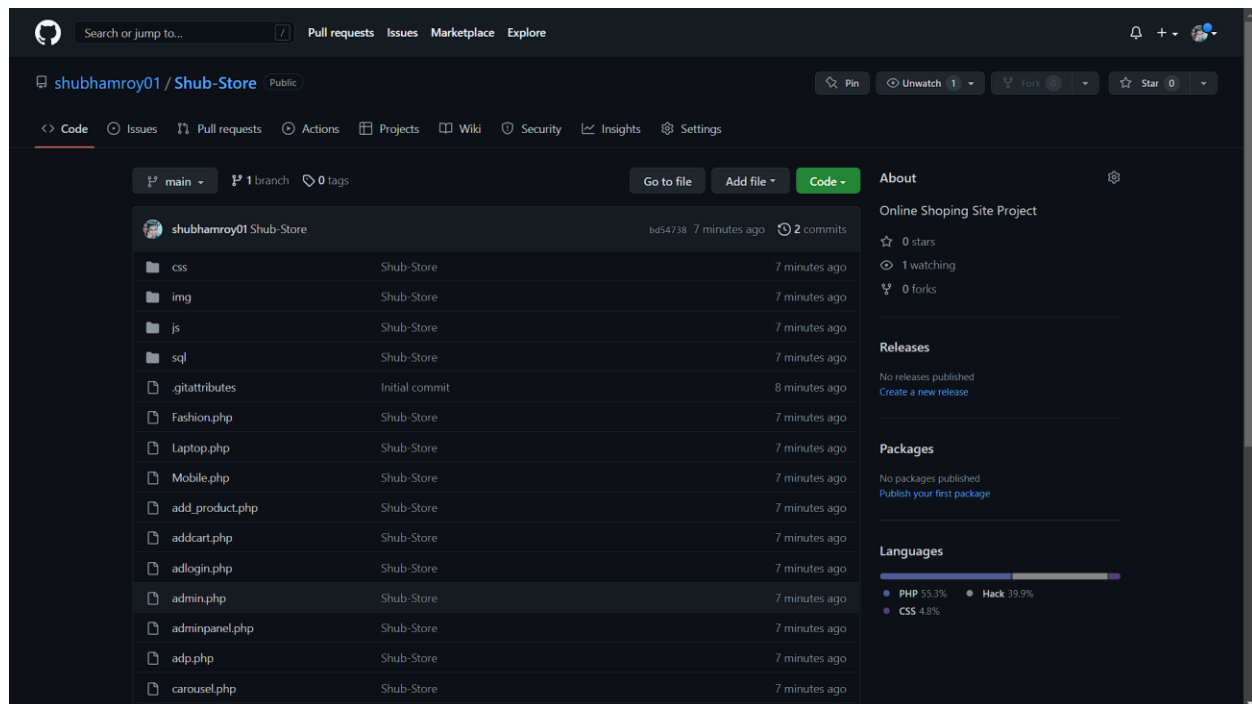 Search or jump to... / Pull requests Issues Marketplace Explore
shubhamroy01 / Shub-Store Public Pin Unwatch 1 Fork 0 Star 0
Code Issues Pull requests Actions Projects Wiki Security Insights Settings
main 1 branch 0 tags Go to file Add file Code
shubhamroy01 Shub-Store bd54738 7 minutes ago 2 commits
css Shub-Store 7 minutes ago
img Shub-Store 7 minutes ago
js Shub-Store 7 minutes ago
sql Shub-Store 7 minutes ago
.gitattributes Initial commit 8 minutes ago
Fashion.php Shub-Store 7 minutes ago
Laptop.php Shub-Store 7 minutes ago
Mobile.php Shub-Store 7 minutes ago
add_product.php Shub-Store 7 minutes ago
addcart.php Shub-Store 7 minutes ago
adlogin.php Shub-Store 7 minutes ago
admin.php Shub-Store 7 minutes ago
adminpanel.php Shub-Store 7 minutes ago
adp.php Shub-Store 7 minutes ago
carousel.php Shub-Store 7 minutes ago
About
Online Shoping Site Project
0 stars
1 watching
0 forks
Releases
No releases published
Create a new release
Packages
No packages published
Publish your first package
Languages
PHP 55.3% Hack 39.9%
CSS 4.8%